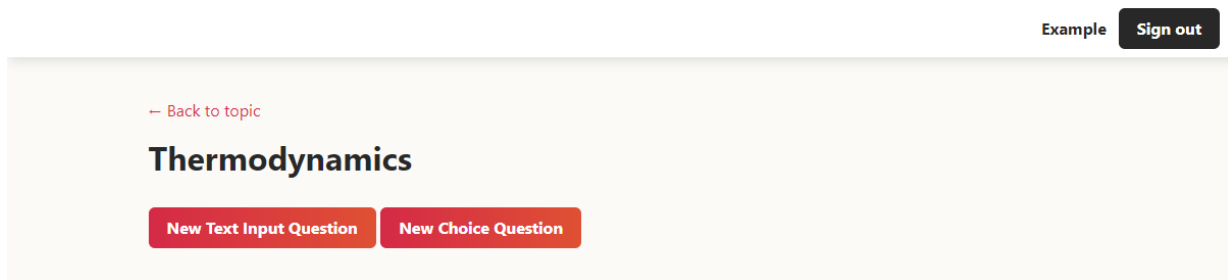 Example Sign out
← Back to topic
Thermodynamics
New Text Input Question New Choice Question